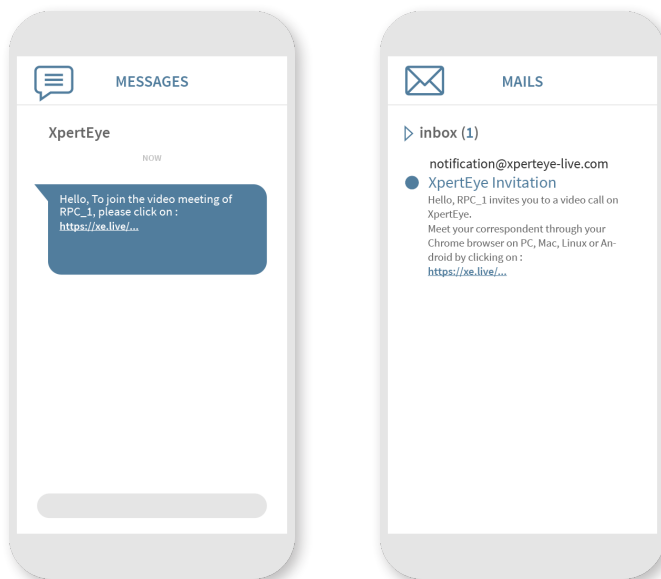 MESSAGES
XpertEye
NOW
Hello, To join the video meeting of
RPC_1, please click on :
https://xe.live/...
MAILS
inbox (1)
notification@xperteye-live.com
XpertEye Invitation
Hello, RPC_1 invites you to a video call on
XpertEye.
Meet your correspondent through your
Chrome browser on PC, Mac, Linux or An-
droid by clicking on :
https://xe.live/...